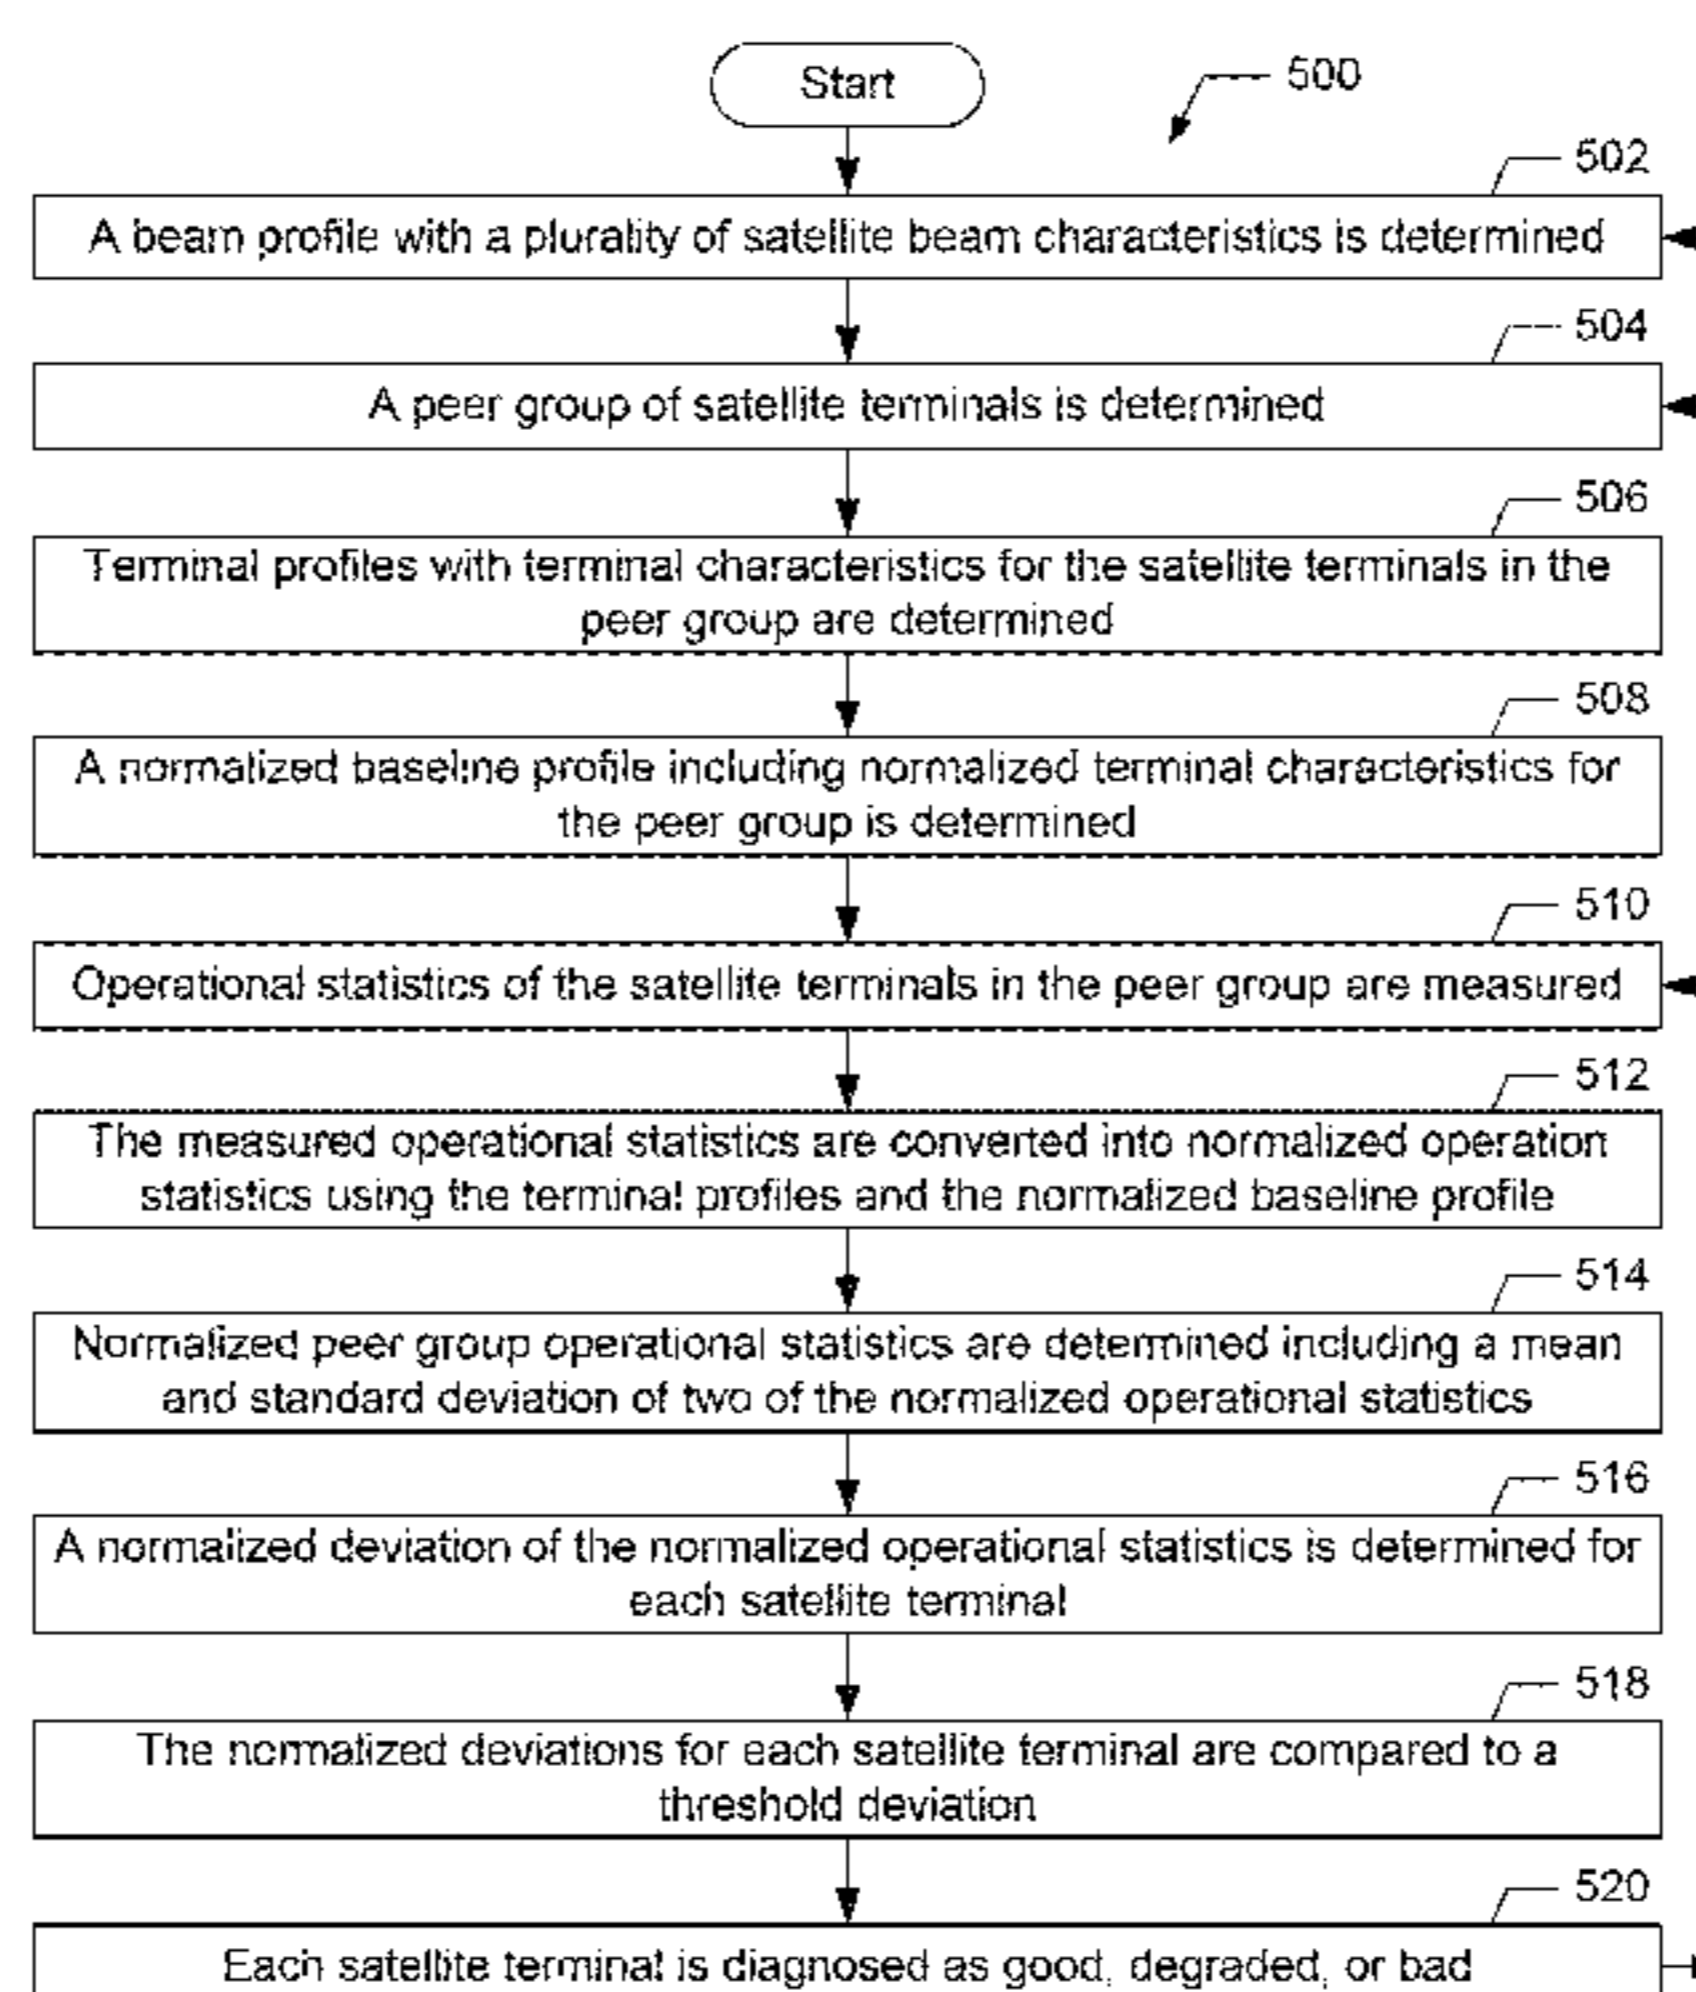 Start
500
502
A beam profile with a plurality of satellite beam characteristics is determined
504
A peer group of satellite terminals is determined
506
Terminal profiles with terminal characteristics for the satellite terminals in the
peer group are determined
508
A normalized baseline profile including normalized terminal characteristics for
the peer group is determined
510
Operational statistics of the satellite terminals in the peer group are measured
512
The measured operational statistics are converted into normalized operation
statistics using the terminal profiles and the normalized baseline profile
514
Normalized peer group operational statistics are determined including a mean
and standard deviation of two of the normalized operational statistics
516
A normalized deviation of the normalized operational statistics is determined for
each satellite terminal
518
The normalized deviations for each satellite terminal are compared to a
threshold deviation
520
Each satellite terminal is diagnosed as good, degraded, or bad